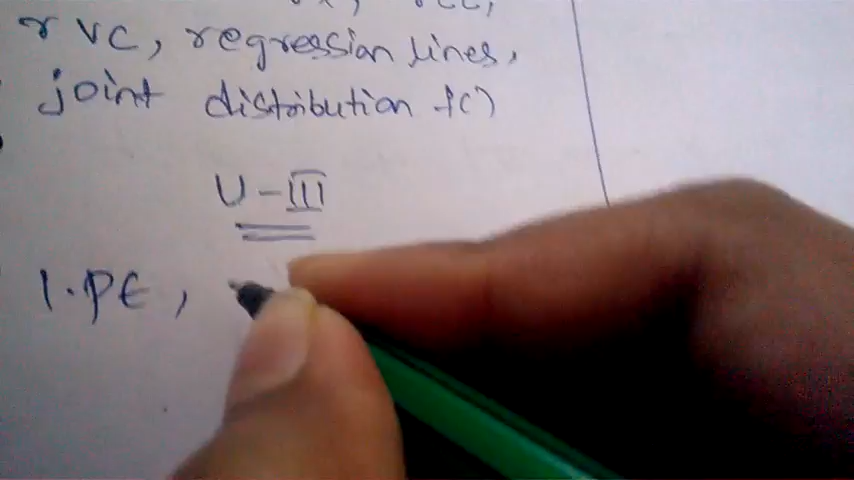 r VC, regression lines,
joint distribution f()
U-III
1. PE,